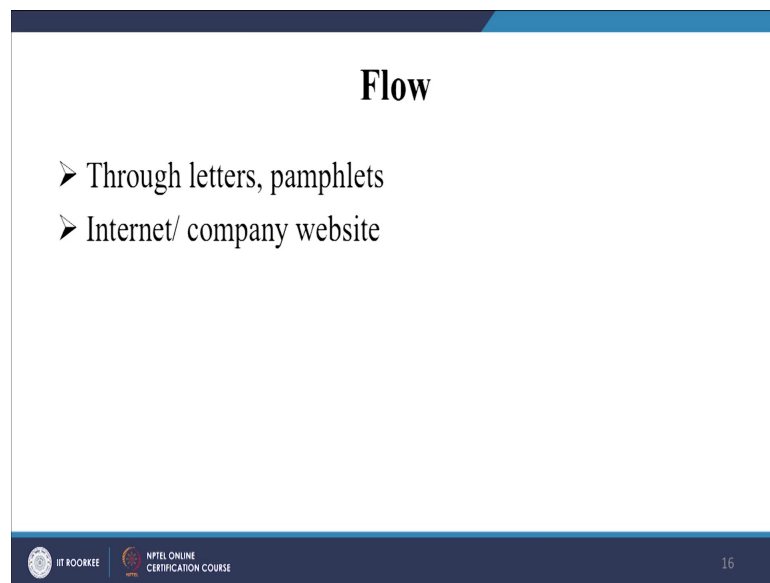 Flow
➢ Through letters, pamphlets
➢ Internet/ company website
IIT ROORKEE
NPTEL ONLINE
CERTIFICATION COURSE
16